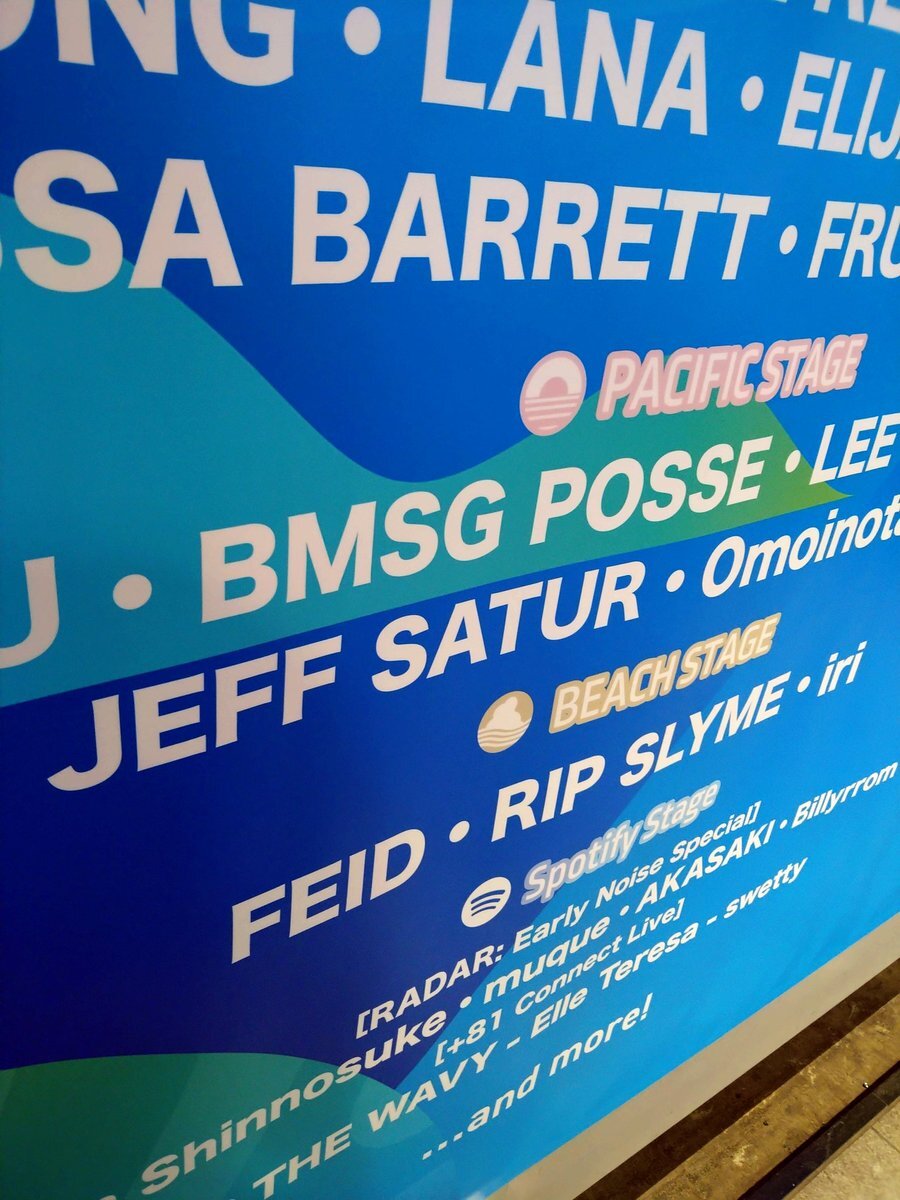 ONG • LANA • ELIJ
SSA BARRETT • FRU
PACIFIC STAGE
U • BMSG POSSE • LEE
JEFF SATUR • Omoinot
BEACH STAGE
FEID • RIP SLYME • iri
Spotify Stage
[RADAR: Early Noise Special]
Shinnosuke • muque • AKASAKI • Billyrrom
[+81 Connect Live]
THE WAVY - Elle Teresa - swetty
...and more!